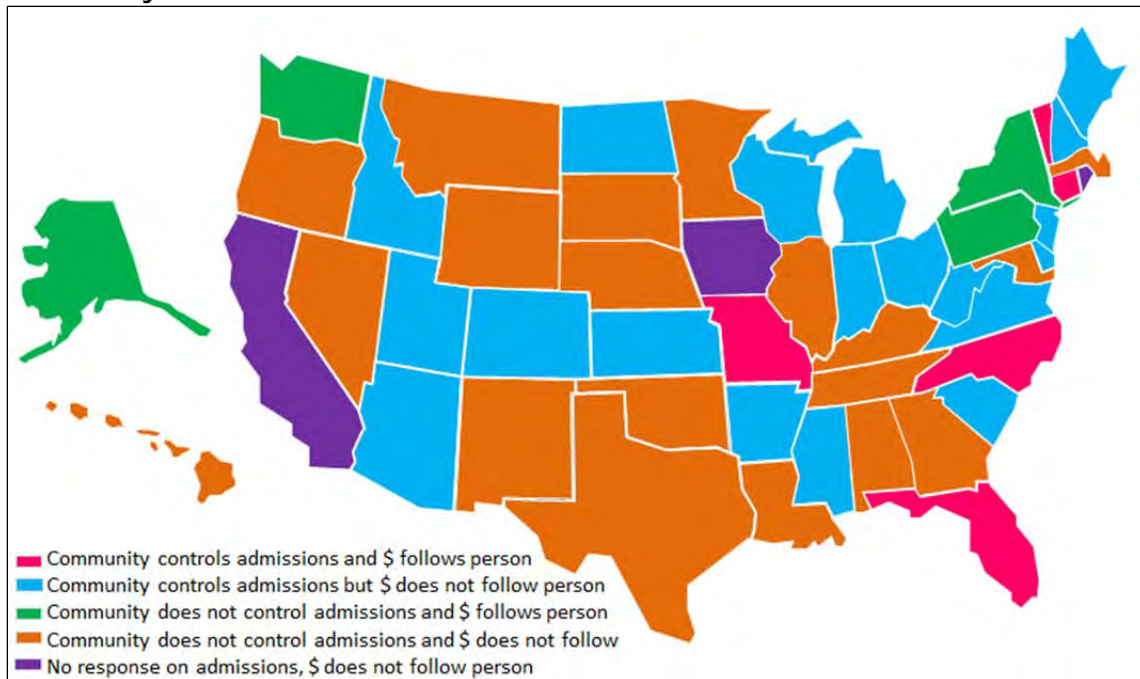 Community controls admissions and $ follows person
Community controls admissions but $ does not follow person
Community does not control admissions and $ follows person
Community does not control admissions and $ does not follow
No response on admissions, $ does not follow person